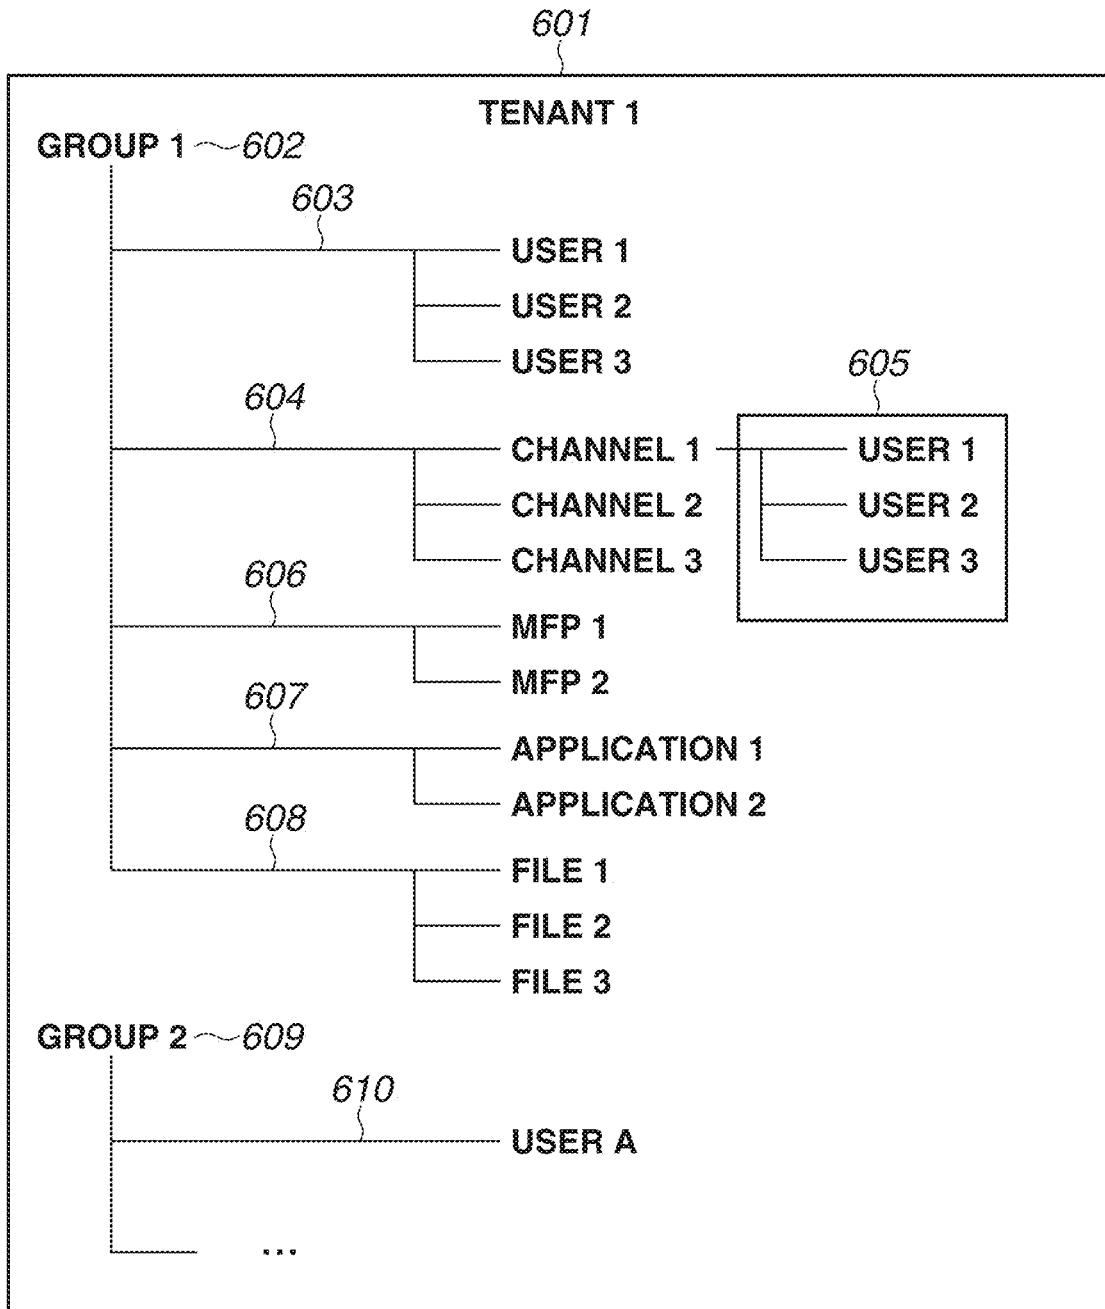 601
TENANT 1
GROUP 1 602
603
USER 1
USER 2
USER 3
604
605
CHANNEL 1 USER 1
CHANNEL 2 USER 2
CHANNEL 3 USER 3
606
MFP 1
MFP 2
607
APPLICATION 1
APPLICATION 2
608
FILE 1
FILE 2
FILE 3
GROUP 2 609
610
USER A
...